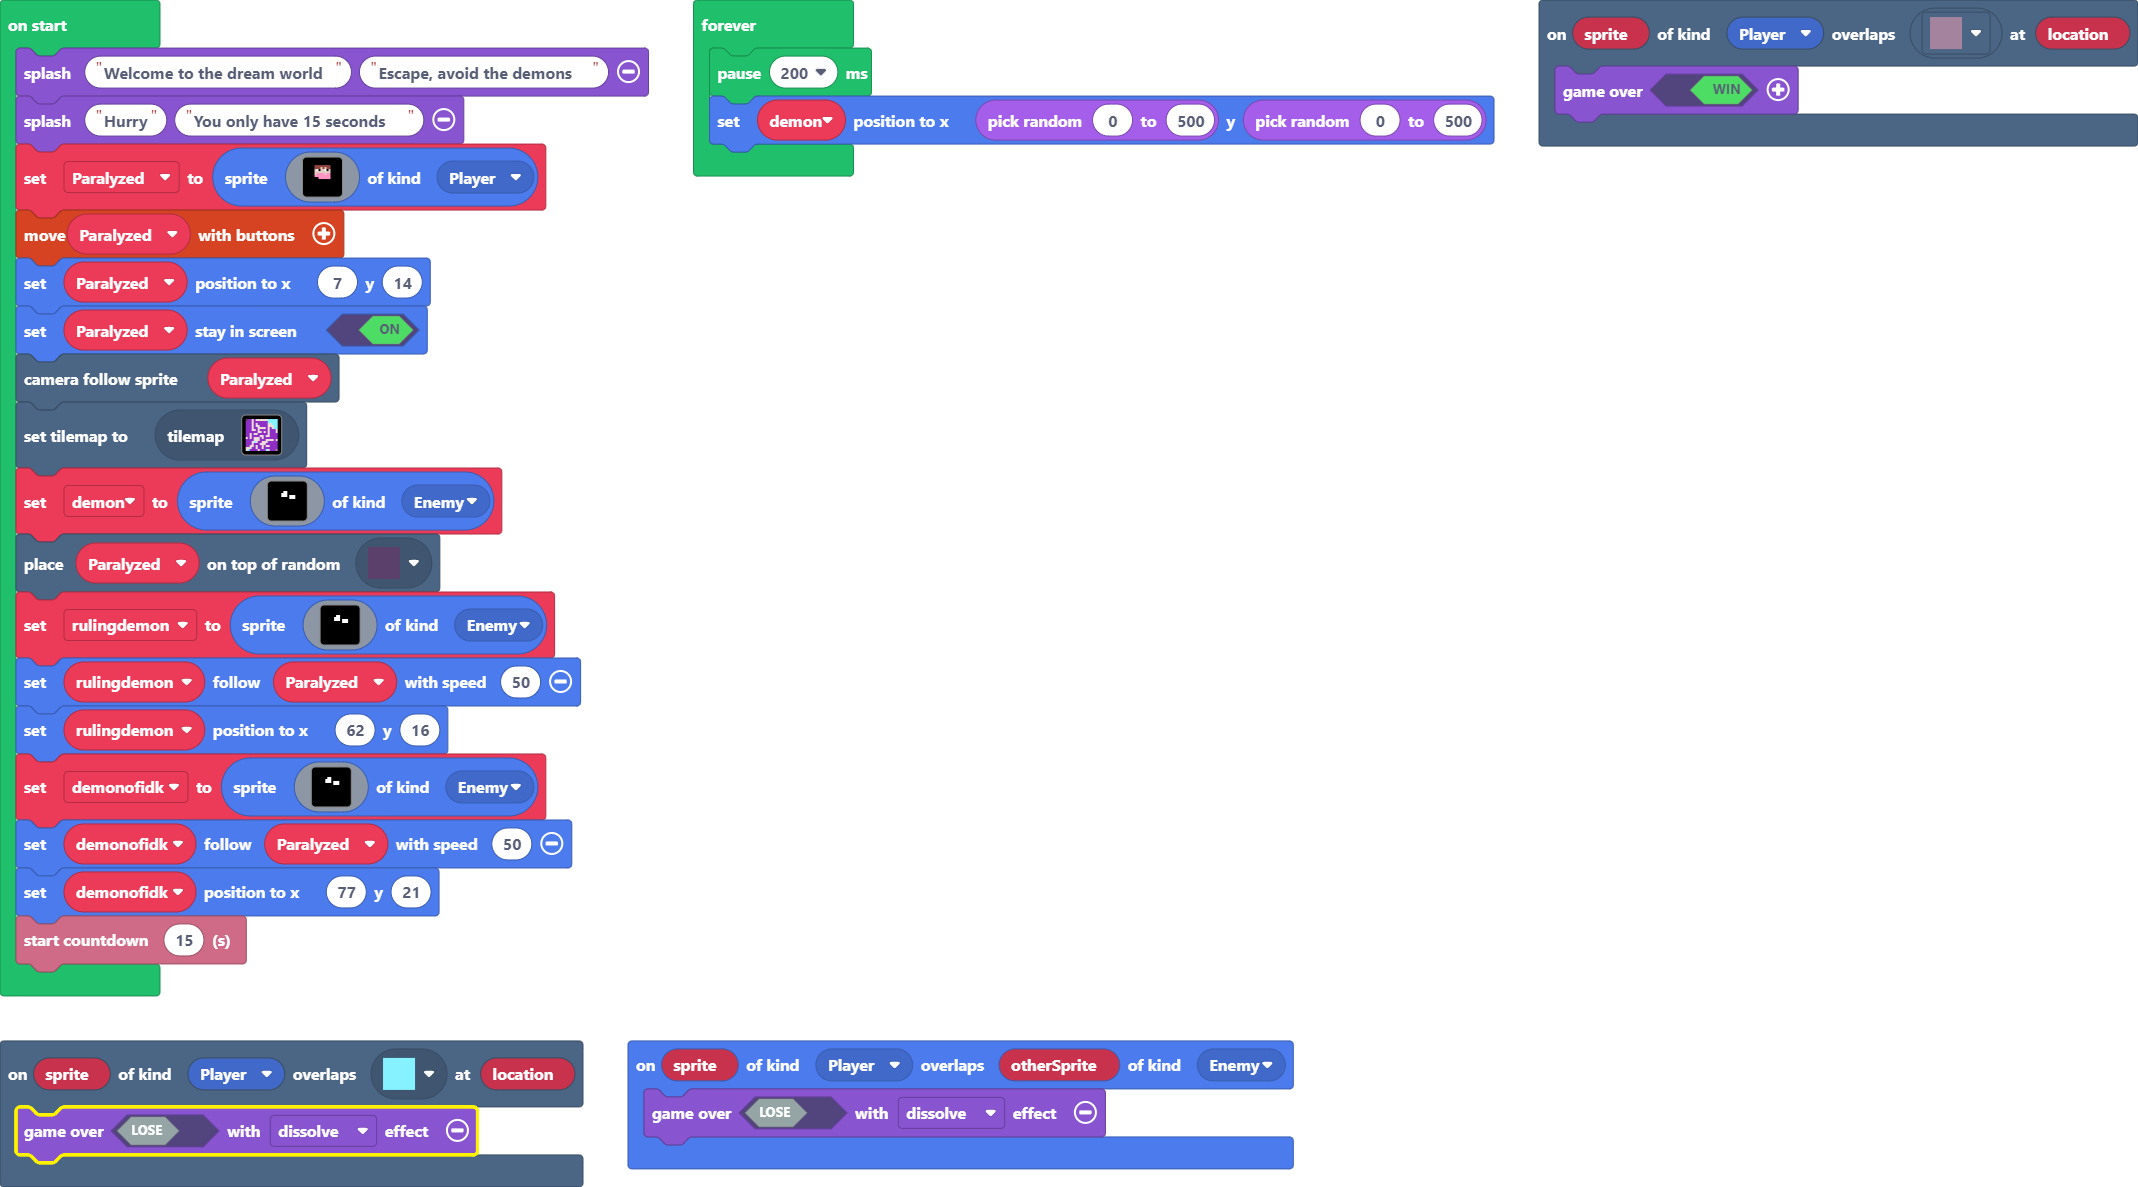 on start
splash "Welcome to the dream world" "Escape, avoid the demons"
splash "Hurry" "You only have 15 seconds"
set Paralyzed to sprite of kind Player
move Paralyzed with buttons
set Paralyzed position to x 7 y 14
set Paralyzed stay in screen ON
camera follow sprite Paralyzed
set tilemap to tilemap
set demon to sprite of kind Enemy
place Paralyzed on top of random
set rulingdemon to sprite of kind Enemy
set rulingdemon follow Paralyzed with speed 50
set rulingdemon position to x 62 y 16
set demonofidk to sprite of kind Enemy
set demonofidk follow Paralyzed with speed 50
set demonofidk position to x 77 y 21
start countdown 15 (s)
forever
pause 200 ms
set demon position to x pick random 0 to 500 y pick random 0 to 500
on sprite of kind Player overlaps at location
game over WIN
on sprite of kind Player overlaps at location
game over LOSE with dissolve effect
on sprite of kind Player overlaps otherSprite of kind Enemy
game over LOSE with dissolve effect